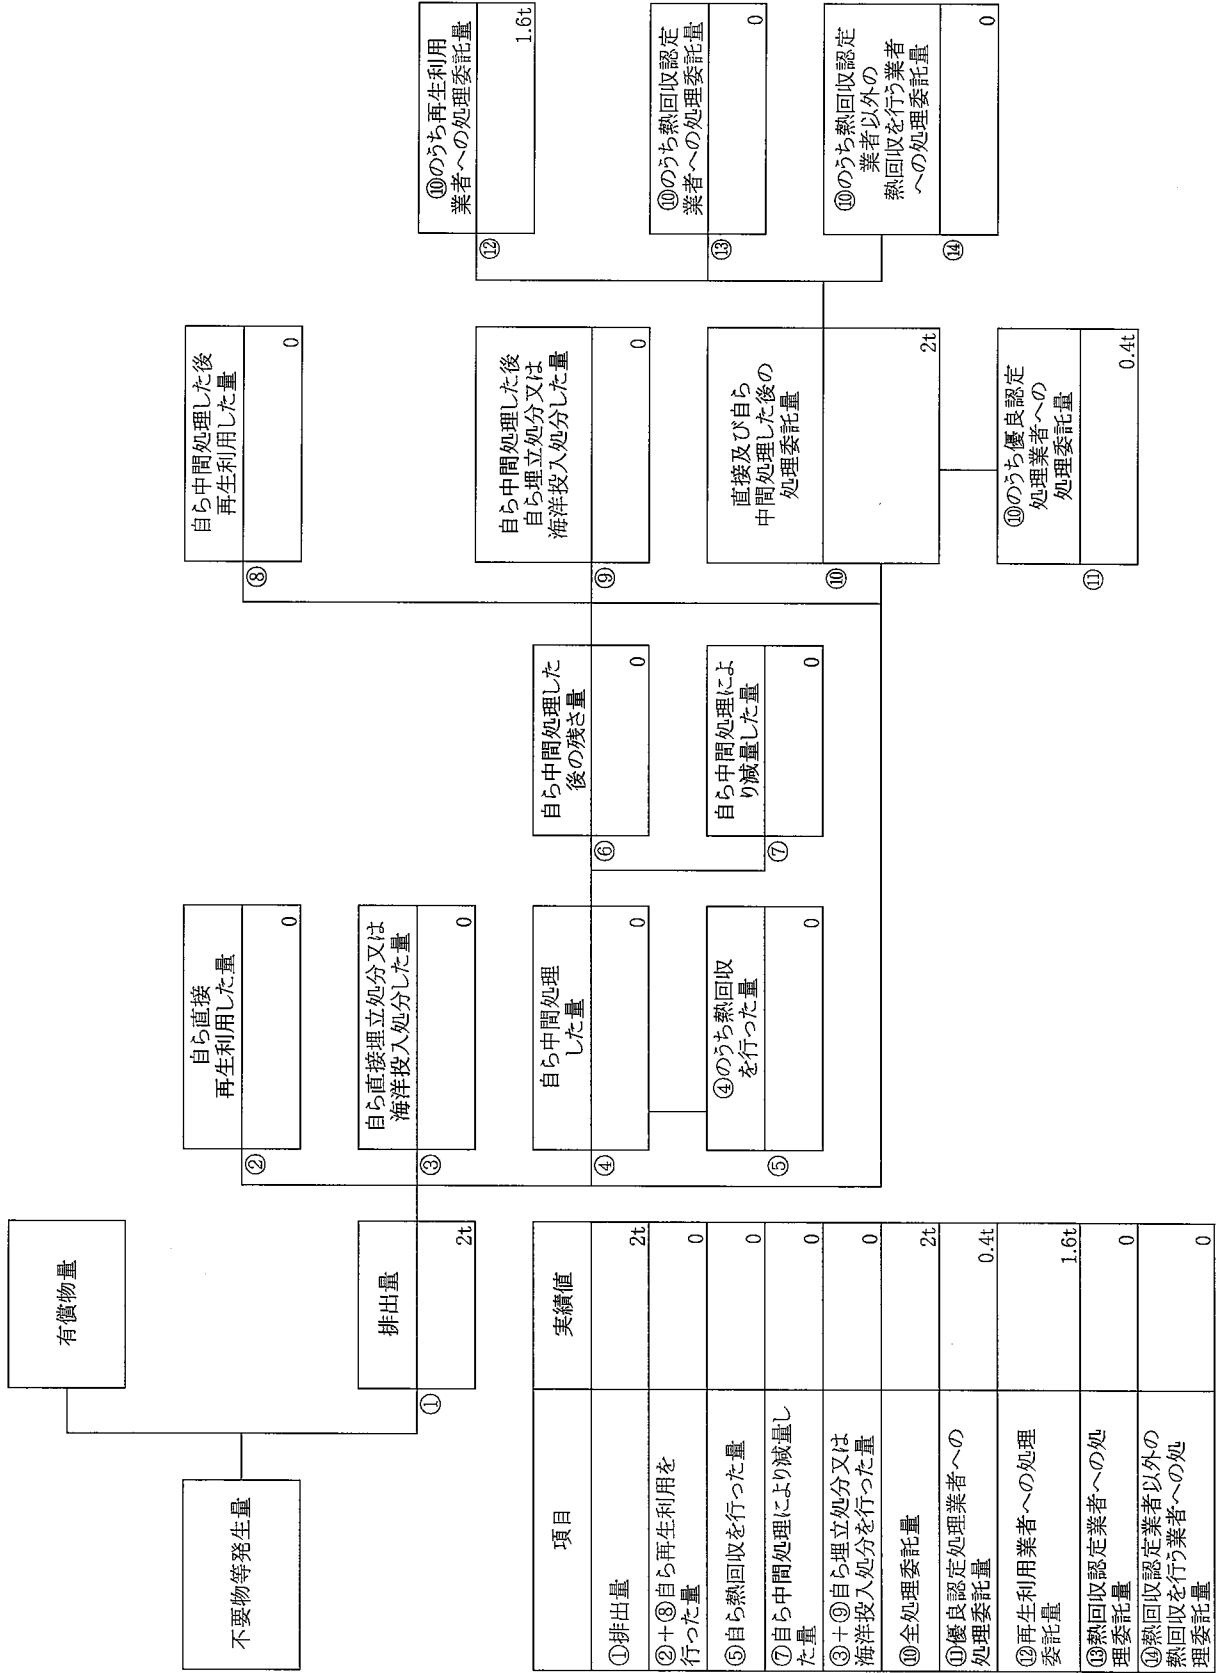 不要物等発生量
有償物量
①
排出量
2t
②
自ら直接
再生利用した量
0
③
自ら直接埋立処分又は
海洋投入処分した量
0
④
自ら中間処理
した量
0
⑤
④のうち熱回収
を行った量
0
⑥
自ら中間処理した
後の残さ量
0
⑦
自ら中間処理によ
り減量した量
0
⑧
自ら中間処理した後
再生利用した量
0
⑨
自ら中間処理した後
自ら埋立処分又は
海洋投入処分した量
0
⑩
直接及び自ら
中間処理した後の
処理委託量
2t
⑪
⑩のうち優良認定
処理業者への
処理委託量
0.4t
⑫
⑩のうち再生利用
業者への処理委託量
1.6t
⑬
⑩のうち熱回収認定
業者への処理委託量
0
⑭
⑩のうち熱回収認定
業者以外の
熱回収を行う業者
への処理委託量
0
項目 実績値
①排出量 2t
②+⑧自ら再生利用を
行った量 0
⑤自ら熱回収を行った量 0
⑦自ら中間処理により減量し
た量 0
③+⑨自ら埋立処分又は
海洋投入処分を行った量 0
⑩全処理委託量 2t
⑪優良認定処理業者への
処理委託量 0.4t
⑫再生利用業者への処理
委託量 1.6t
⑬熱回収認定業者への処
理委託量 0
⑭熱回収認定業者以外の
熱回収を行う業者への処
理委託量 0